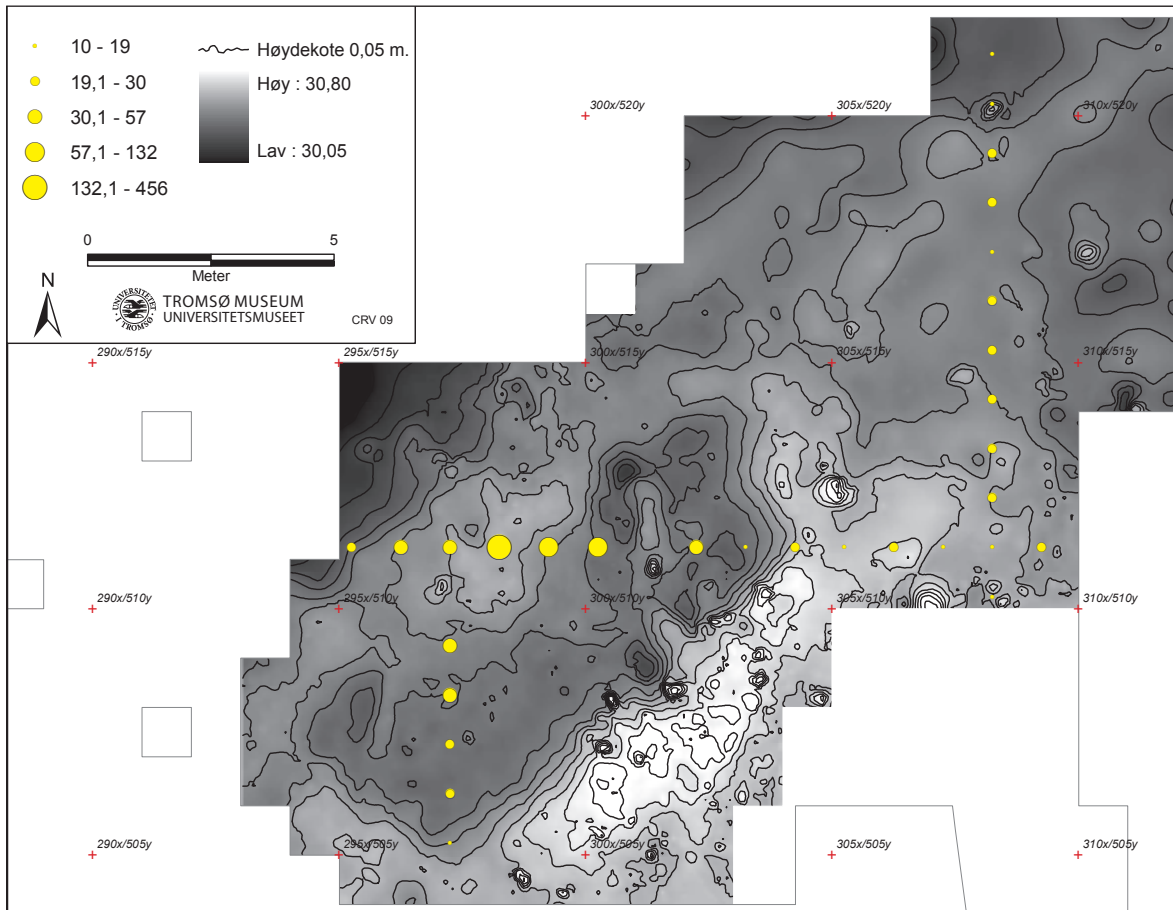 10 - 19
19,1 - 30
30,1 - 57
57,1 - 132
132,1 - 456
Høydekote 0,05 m.
Høy : 30,80
Lav : 30,05
0 5
Meter
N
UNIVERSITETET I TROMSØ
TROMSØ MUSEUM
UNIVERSITETSMUSEET
CRV 09
300x/520y 305x/520y 310x/520y
290x/515y 295x/515y 300x/515y 305x/515y 310x/515y
290x/510y 295x/510y 300x/510y 305x/510y 310x/510y
290x/505y 295x/505y 300x/505y 305x/505y 310x/505y